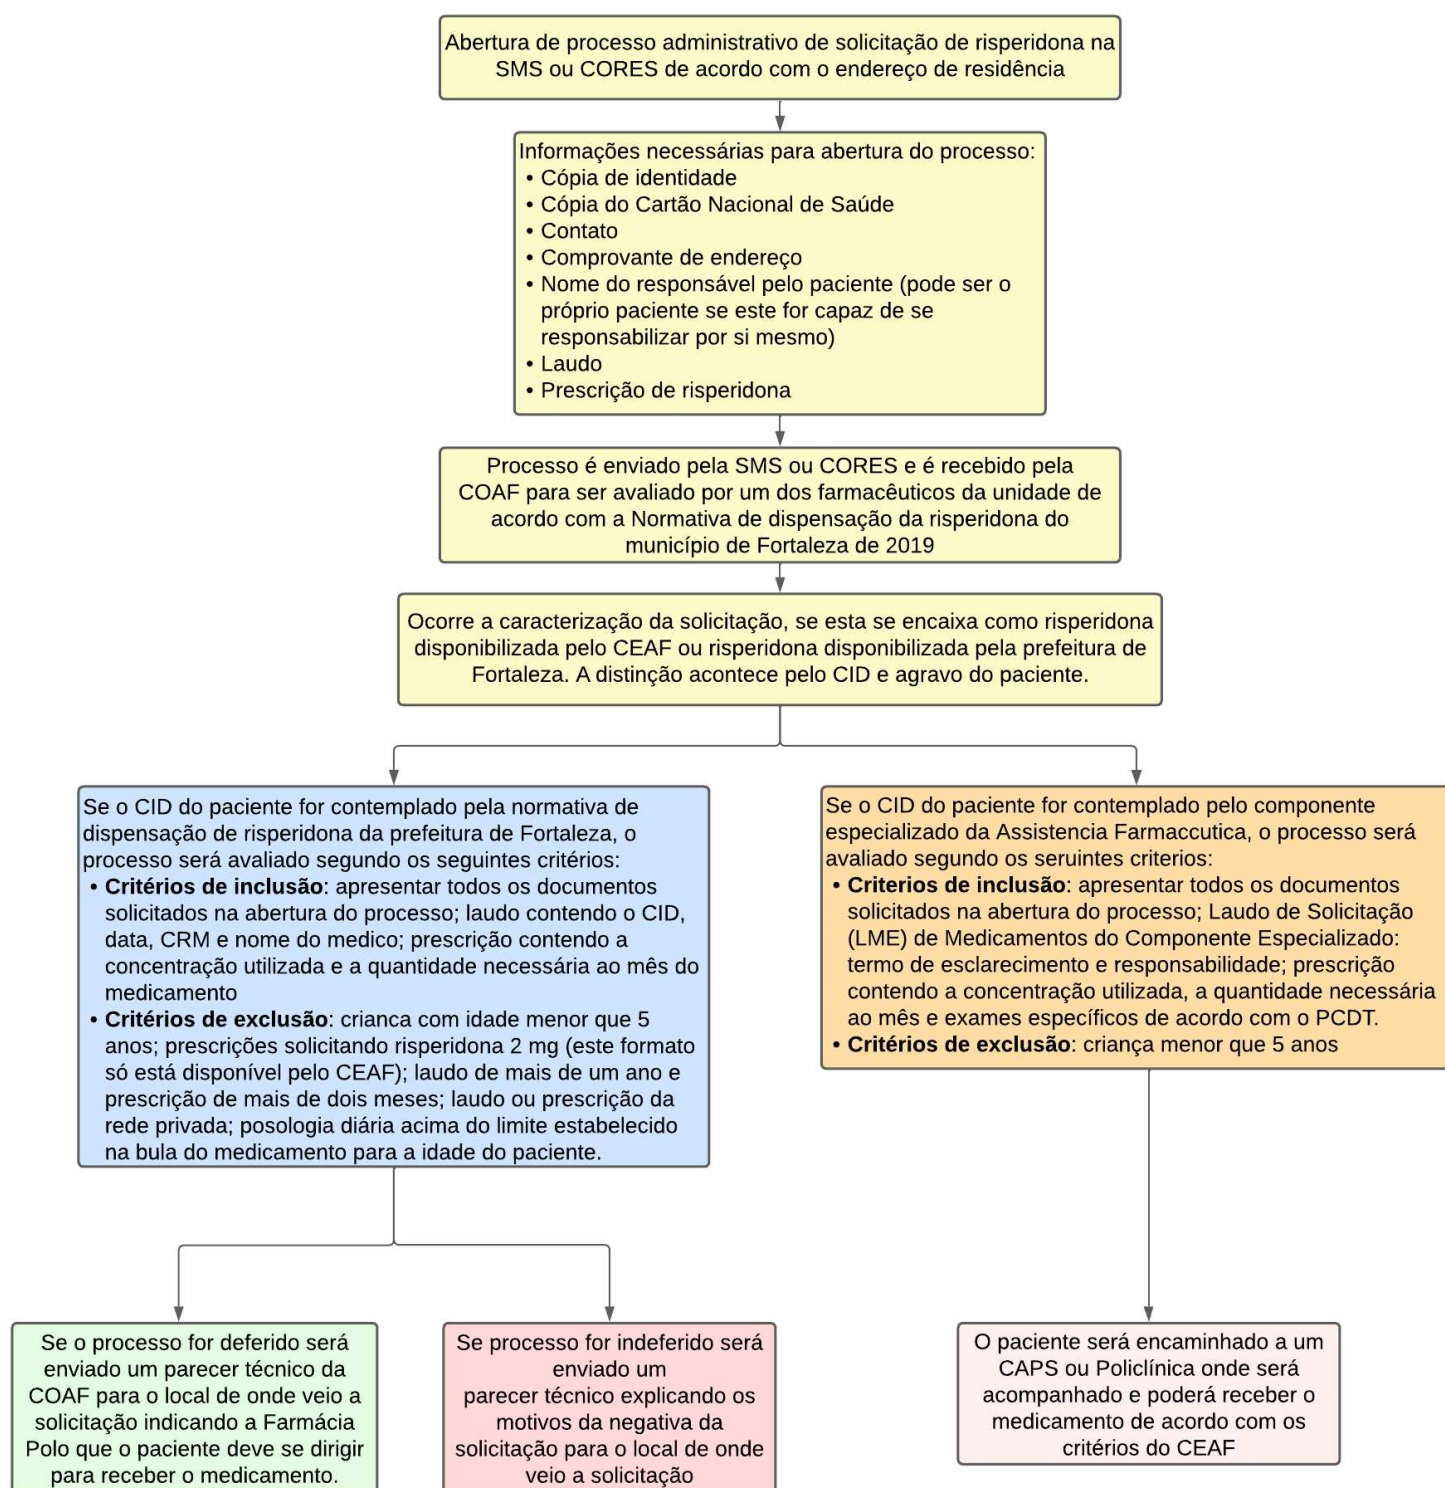 Abertura de processo administrativo de solicitação de risperidona na
SMS ou CORES de acordo com o endereço de residência
Informações necessárias para abertura do processo:
• Cópia de identidade
• Cópia do Cartão Nacional de Saúde
• Contato
• Comprovante de endereço
• Nome do responsável pelo paciente (pode ser o
próprio paciente se este for capaz de se
responsabilizar por si mesmo)
• Laudo
• Prescrição de risperidona
Processo é enviado pela SMS ou CORES e é recebido pela
COAF para ser avaliado por um dos farmacêuticos da unidade de
acordo com a Normativa de dispensação da risperidona do
município de Fortaleza de 2019
Ocorre a caracterização da solicitação, se esta se encaixa como risperidona
disponibilizada pelo CEAF ou risperidona disponibilizada pela prefeitura de
Fortaleza. A distinção acontece pelo CID e agravo do paciente.
Se o CID do paciente for contemplado pela normativa de
dispensação de risperidona da prefeitura de Fortaleza, o
processo será avaliado segundo os seguintes critérios:
• Critérios de inclusão: apresentar todos os documentos
solicitados na abertura do processo; laudo contendo o CID,
data, CRM e nome do medico; prescrição contendo a
concentração utilizada e a quantidade necessária ao mês do
medicamento
• Critérios de exclusão: crianca com idade menor que 5
anos; prescrições solicitando risperidona 2 mg (este formato
só está disponível pelo CEAF); laudo de mais de um ano e
prescrição de mais de dois meses; laudo ou prescrição da
rede privada; posologia diária acima do limite estabelecido
na bula do medicamento para a idade do paciente.
Se o CID do paciente for contemplado pelo componente
especializado da Assistencia Farmaccutica, o processo será
avaliado segundo os seruintes criterios:
• Criterios de inclusão: apresentar todos os documentos
solicitados na abertura do processo; Laudo de Solicitação
(LME) de Medicamentos do Componente Especializado:
termo de esclarecimento e responsabilidade; prescrição
contendo a concentração utilizada, a quantidade necessária
ao mês e exames específicos de acordo com o PCDT.
• Critérios de exclusão: criança menor que 5 anos
Se o processo for deferido será
enviado um parecer técnico da
COAF para o local de onde veio a
solicitação indicando a Farmácia
Polo que o paciente deve se dirigir
para receber o medicamento.
Se processo for indeferido será
enviado um
parecer técnico explicando os
motivos da negativa da
solicitação para o local de onde
veio a solicitação
O paciente será encaminhado a um
CAPS ou Policlínica onde será
acompanhado e poderá receber o
medicamento de acordo com os
critérios do CEAF